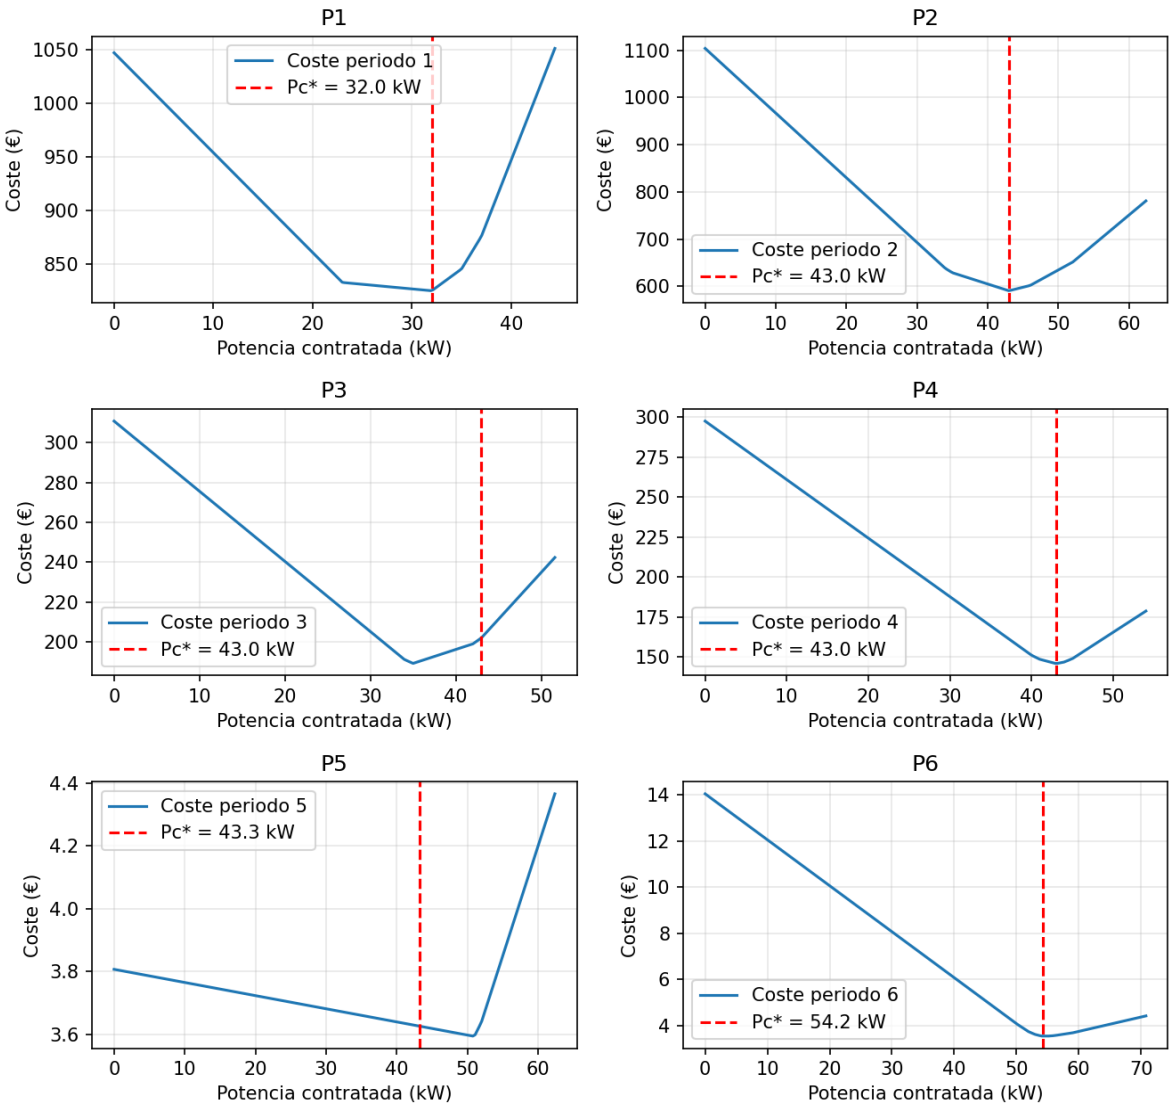 P1
1050
1000
950
900
850
Coste (€)
Coste periodo 1
Pc* = 32.0 kW
0 10 20 30 40
Potencia contratada (kW)
P2
1100
1000
900
800
700
600
Coste (€)
Coste periodo 2
Pc* = 43.0 kW
0 10 20 30 40 50 60
Potencia contratada (kW)
P3
300
280
260
240
220
200
Coste (€)
Coste periodo 3
Pc* = 43.0 kW
0 10 20 30 40 50
Potencia contratada (kW)
P4
300
275
250
225
200
175
150
Coste (€)
Coste periodo 4
Pc* = 43.0 kW
0 10 20 30 40 50
Potencia contratada (kW)
P5
4.4
4.2
4.0
3.8
3.6
Coste (€)
Coste periodo 5
Pc* = 43.3 kW
0 10 20 30 40 50 60
Potencia contratada (kW)
P6
14
12
10
8
6
4
Coste (€)
Coste periodo 6
Pc* = 54.2 kW
0 10 20 30 40 50 60 70
Potencia contratada (kW)